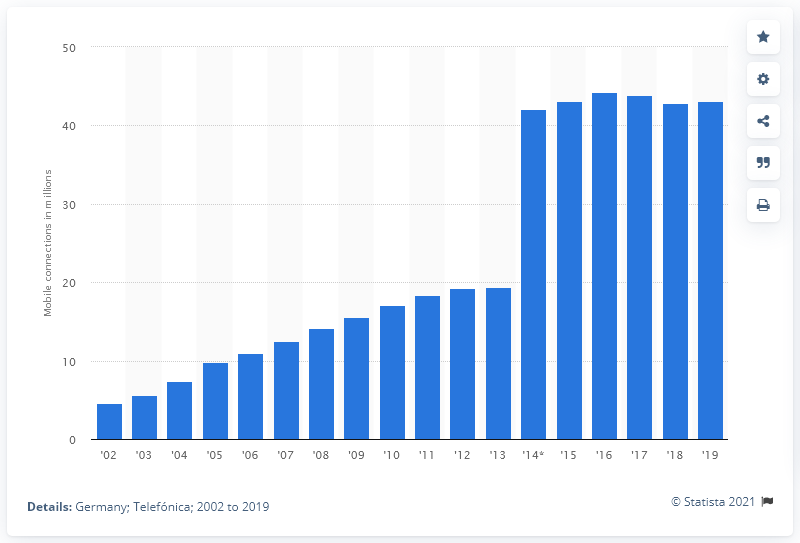 50
40
30
20
10
0
Mobile connections in millions
'02 '03 '04 '05 '06 '07 '08 '09 '10 '11 '12 '13 '14* '15 '16 '17 '18 '19
Details: Germany; Telefónica; 2002 to 2019
© Statista 2021